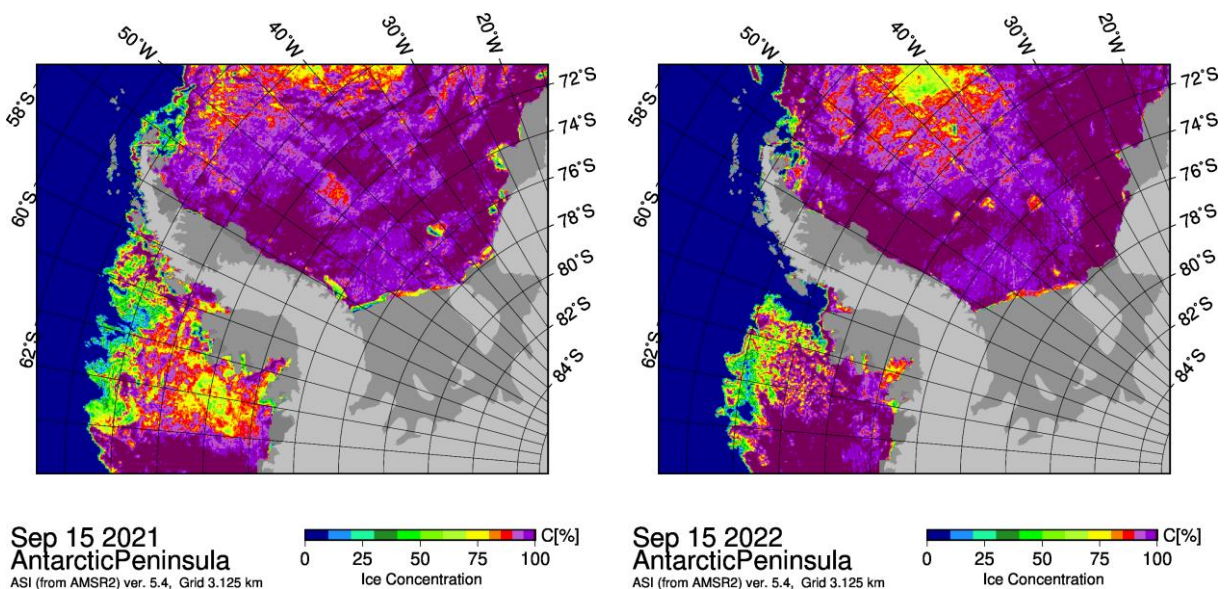 50°W 40°W 30°W 20°W
72°S
74°S
76°S
78°S
80°S
82°S
84°S
58°S
60°S
62°S
Sep 15 2021
AntarcticPeninsula
ASI (from AMSR2) ver. 5.4, Grid 3.125 km
C[%]
0 25 50 75 100
Ice Concentration
50°W 40°W 30°W 20°W
72°S
74°S
76°S
78°S
80°S
82°S
84°S
58°S
60°S
62°S
Sep 15 2022
AntarcticPeninsula
ASI (from AMSR2) ver. 5.4, Grid 3.125 km
C[%]
0 25 50 75 100
Ice Concentration